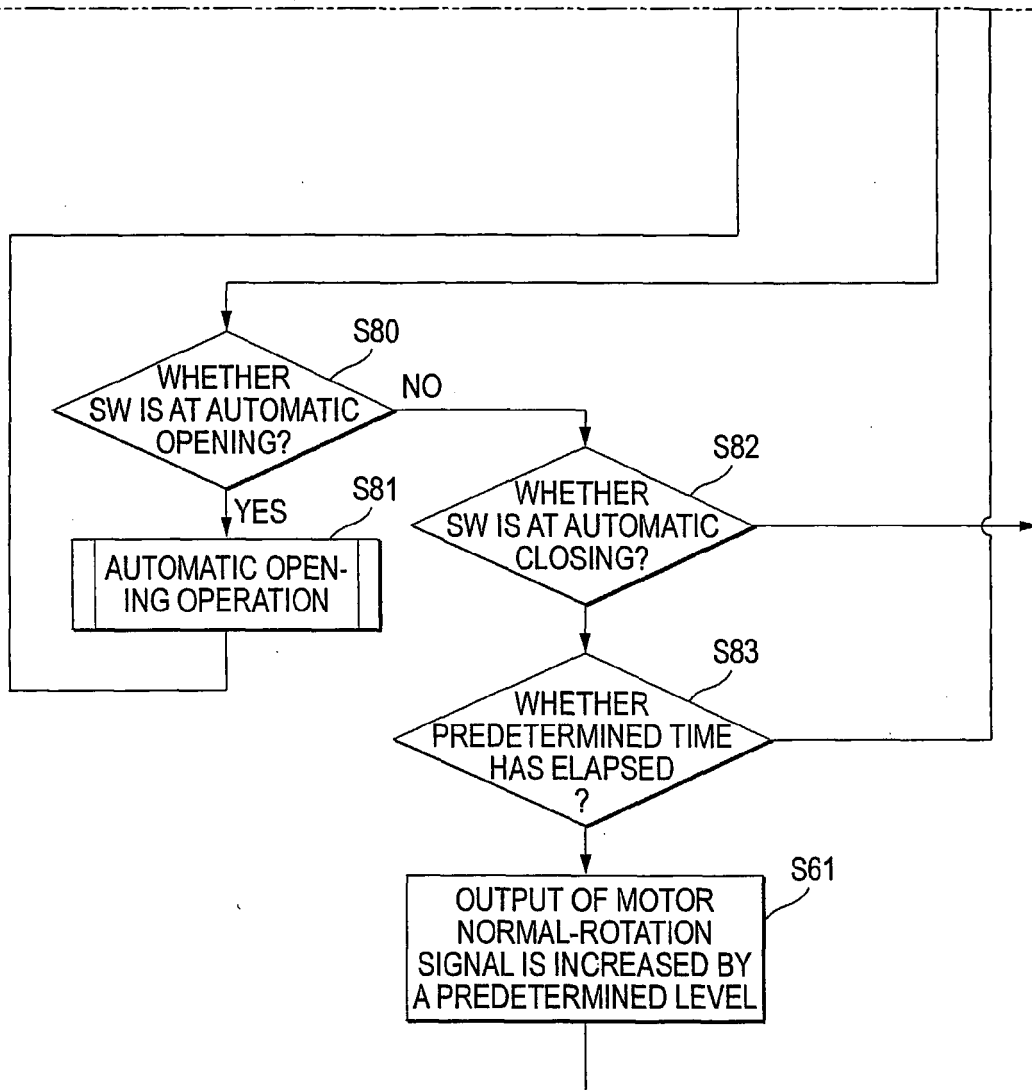 S80
WHETHER
SW IS AT AUTOMATIC
OPENING?
NO
YES
S81
AUTOMATIC OPEN-
ING OPERATION
S82
WHETHER
SW IS AT AUTOMATIC
CLOSING?
S83
WHETHER
PREDETERMINED TIME
HAS ELAPSED
?
S61
OUTPUT OF MOTOR
NORMAL-ROTATION
SIGNAL IS INCREASED BY
A PREDETERMINED LEVEL